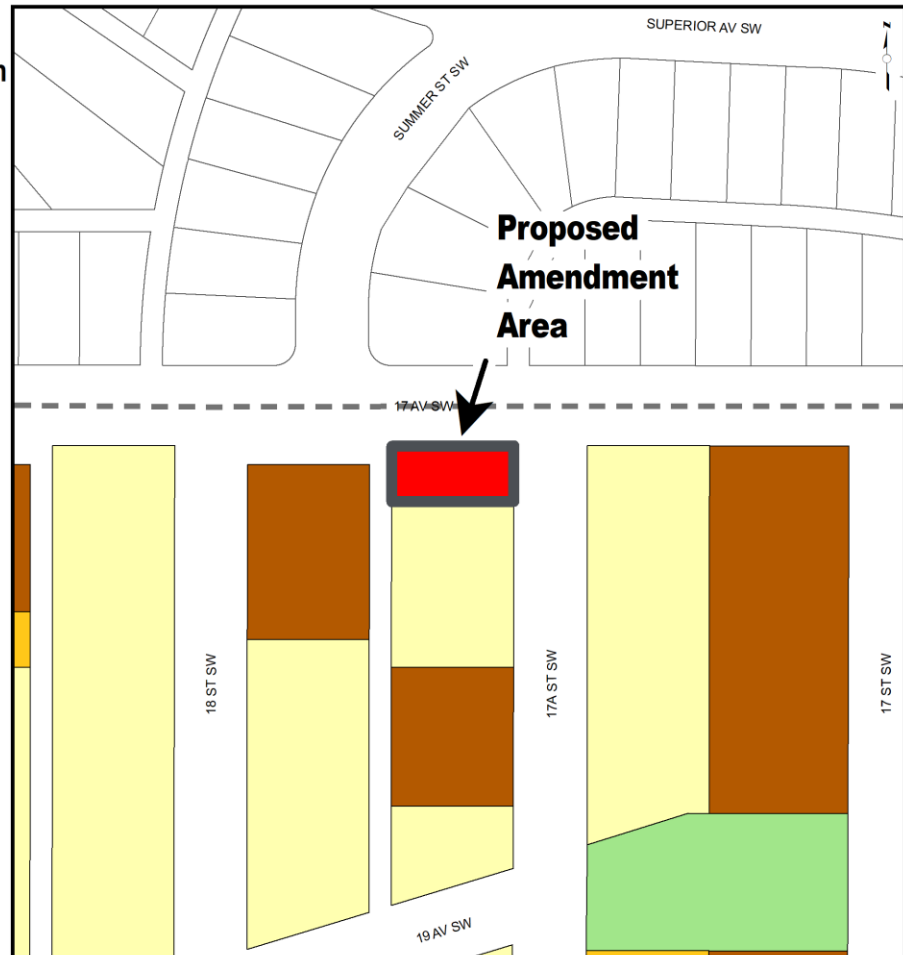 SUPERIOR AV SW
n
SUMMER ST SW
Proposed
Amendment
Area
17 AV SW
18 ST SW
17A ST SW
17 ST SW
19 AV SW